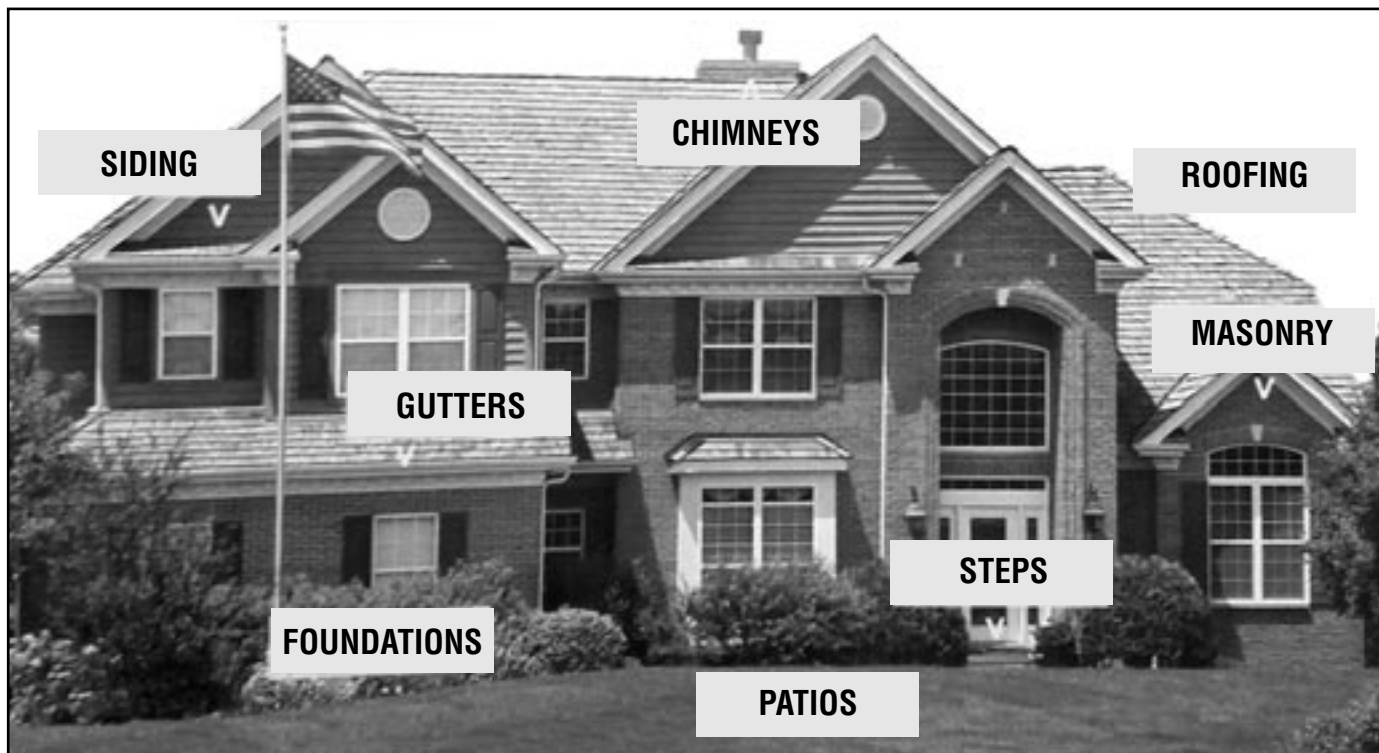 CHIMNEYS
SIDING
ROOFING
MASONRY
GUTTERS
STEPS
FOUNDATIONS
PATIOS